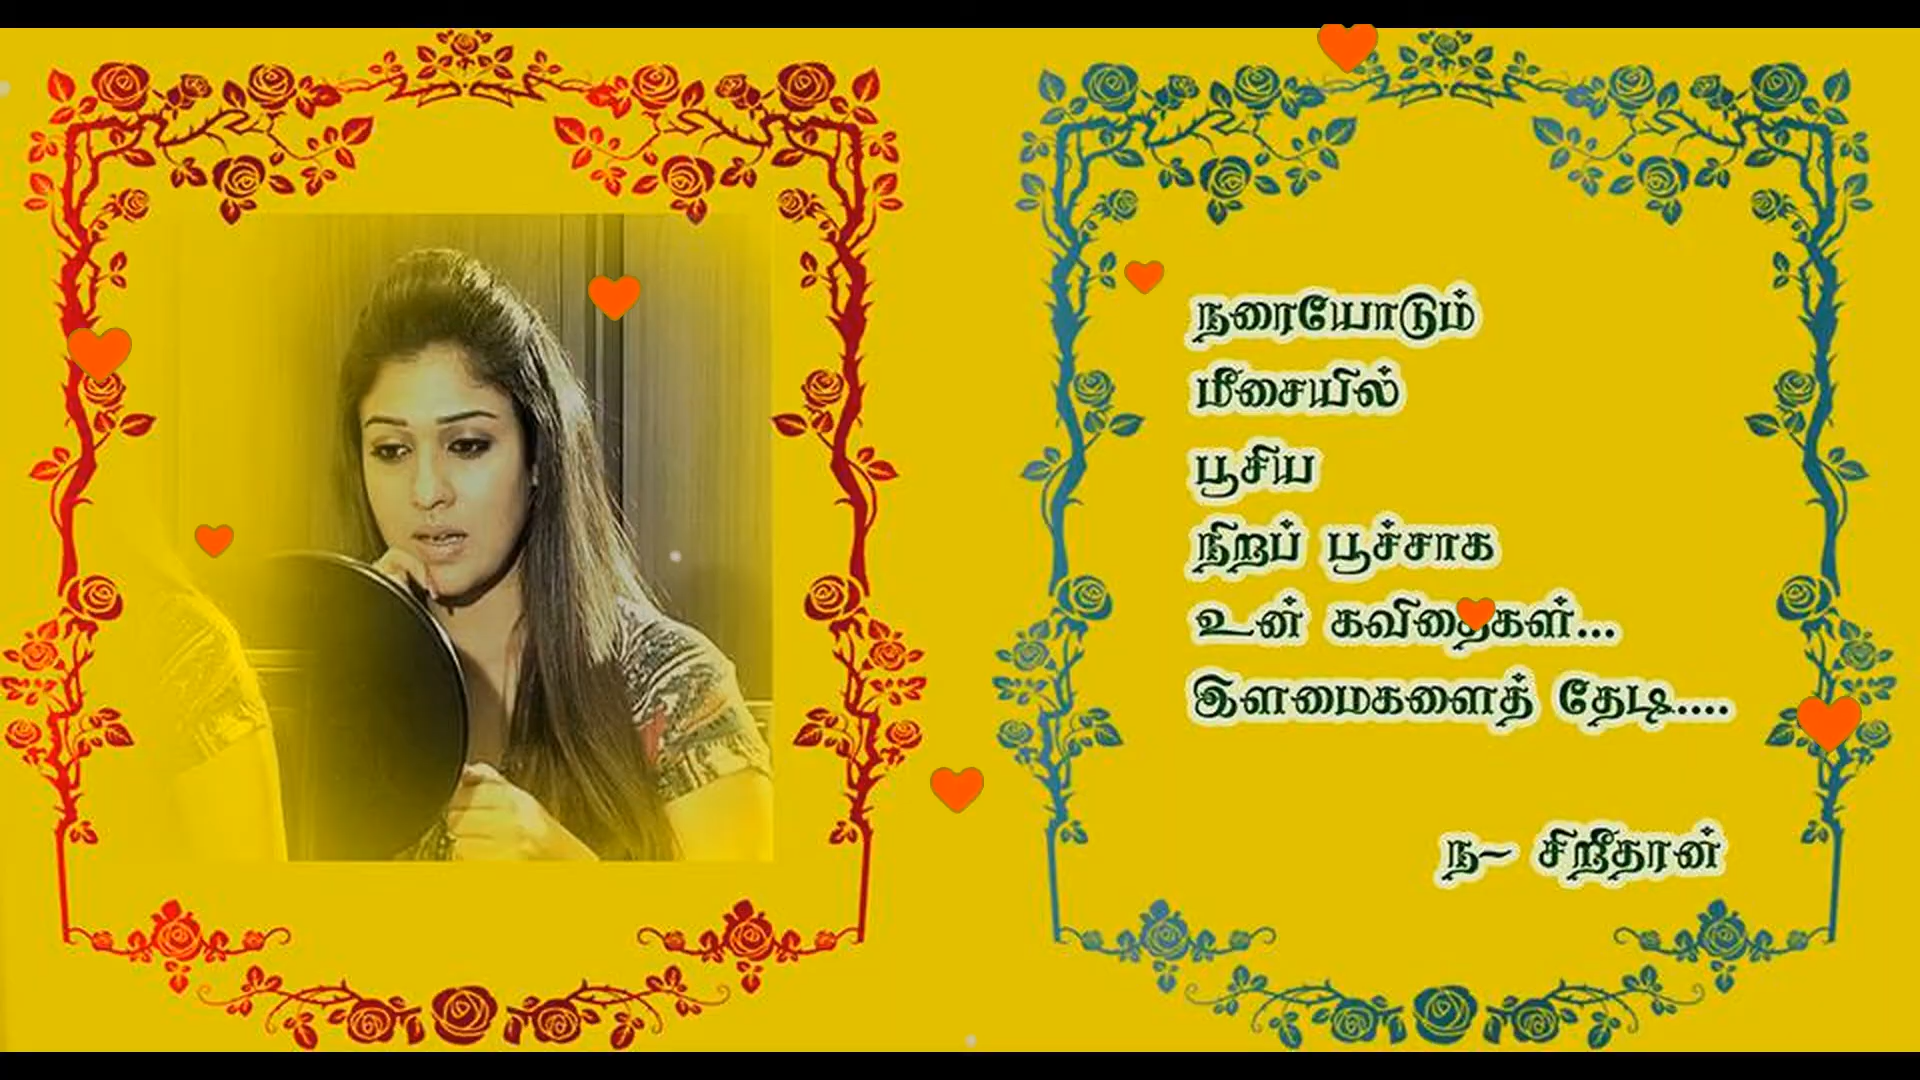 நரையோடும்
மீசையில்
பூசிய
நிறப் பூச்சாக
உன் கவிதைகள்...
இளமைகளைத் தேடி....
ந~ சிறீதரன்